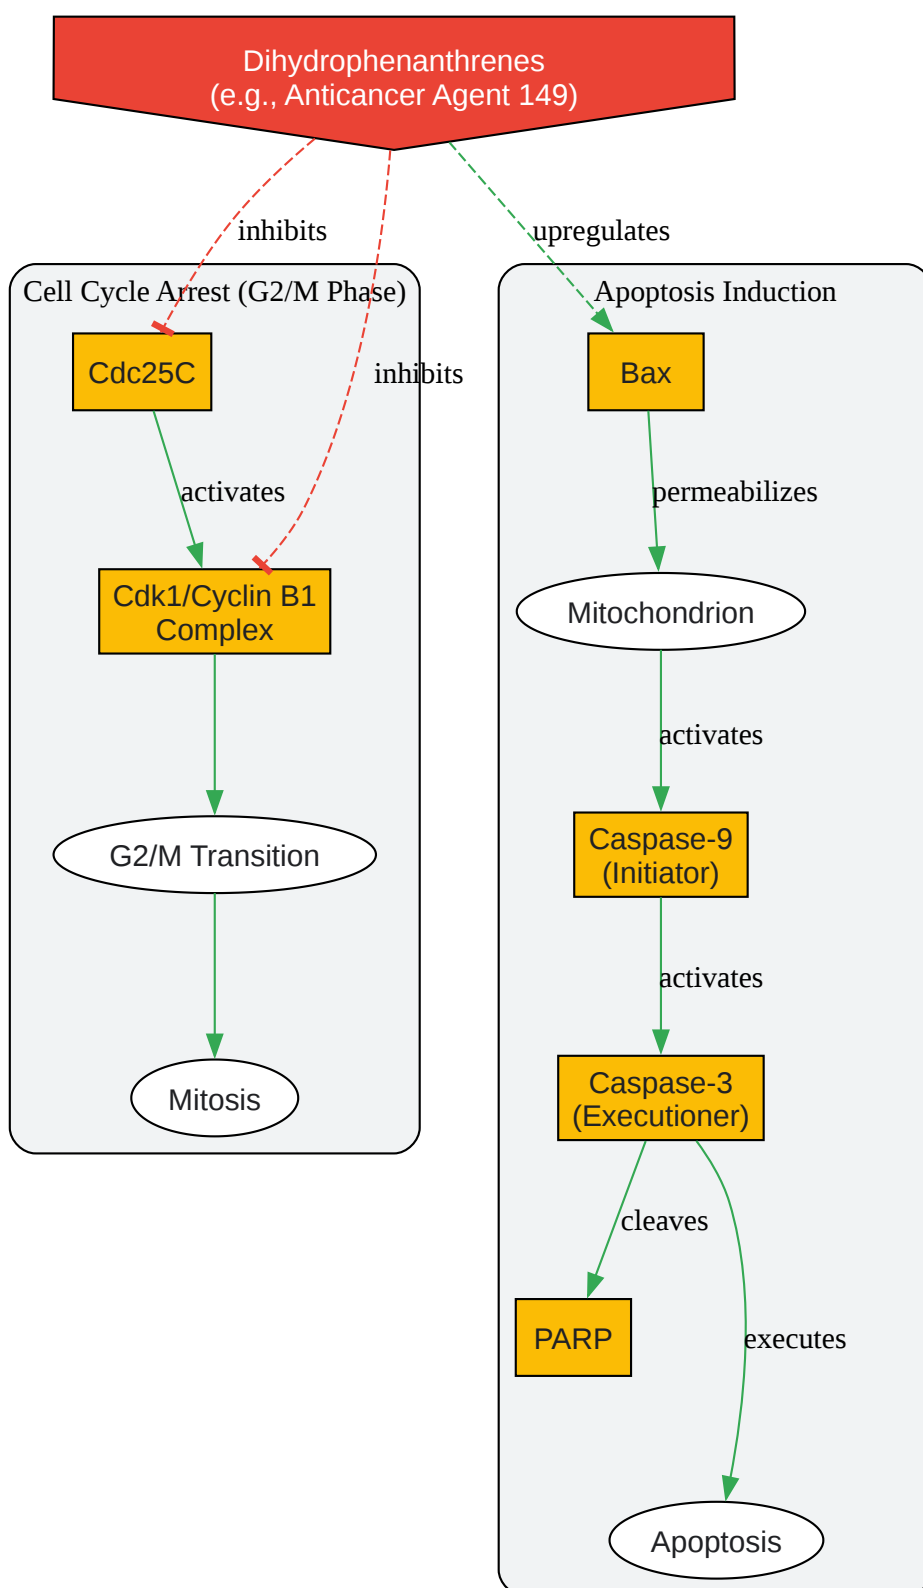 Dihydrophenanthrenes
(e.g., Anticancer Agent 149)
inhibits
upregulates
Cell Cycle Arrest (G2/M Phase)
Apoptosis Induction
Cdc25C
inhibits
Bax
activates
permeabilizes
Cdk1/Cyclin B1
Complex
Mitochondrion
activates
G2/M Transition
Caspase-9
(Initiator)
activates
Mitosis
Caspase-3
(Executioner)
cleaves
PARP
executes
Apoptosis